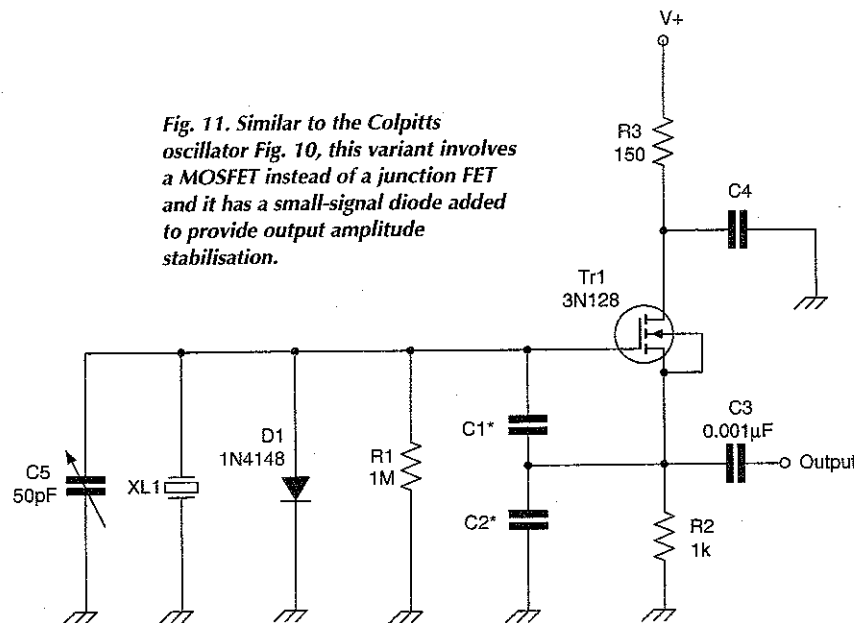 V+
Fig. 11. Similar to the Colpitts
oscillator Fig. 10, this variant involves
a MOSFET instead of a junction FET
and it has a small-signal diode added
to provide output amplitude
stabilisation.
R3
150
C4
Tr1
3N128
C5
50pF
XL1
D1
1N4148
R1
1M
C1*
C2*
C3
0.001µF
Output
R2
1k